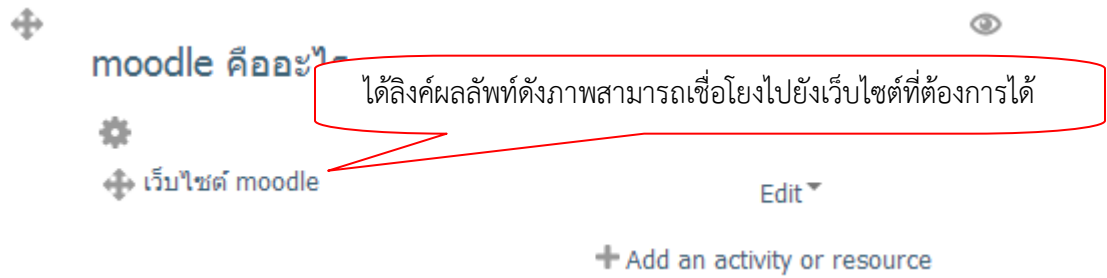 moodle คืออะไร
ได้ลิงค์ผลลัพท์ดังภาพสามารถเชื่อโยงไปยังเว็บไซต์ที่ต้องการได้
เว็บไซต์ moodle
Edit
Add an activity or resource